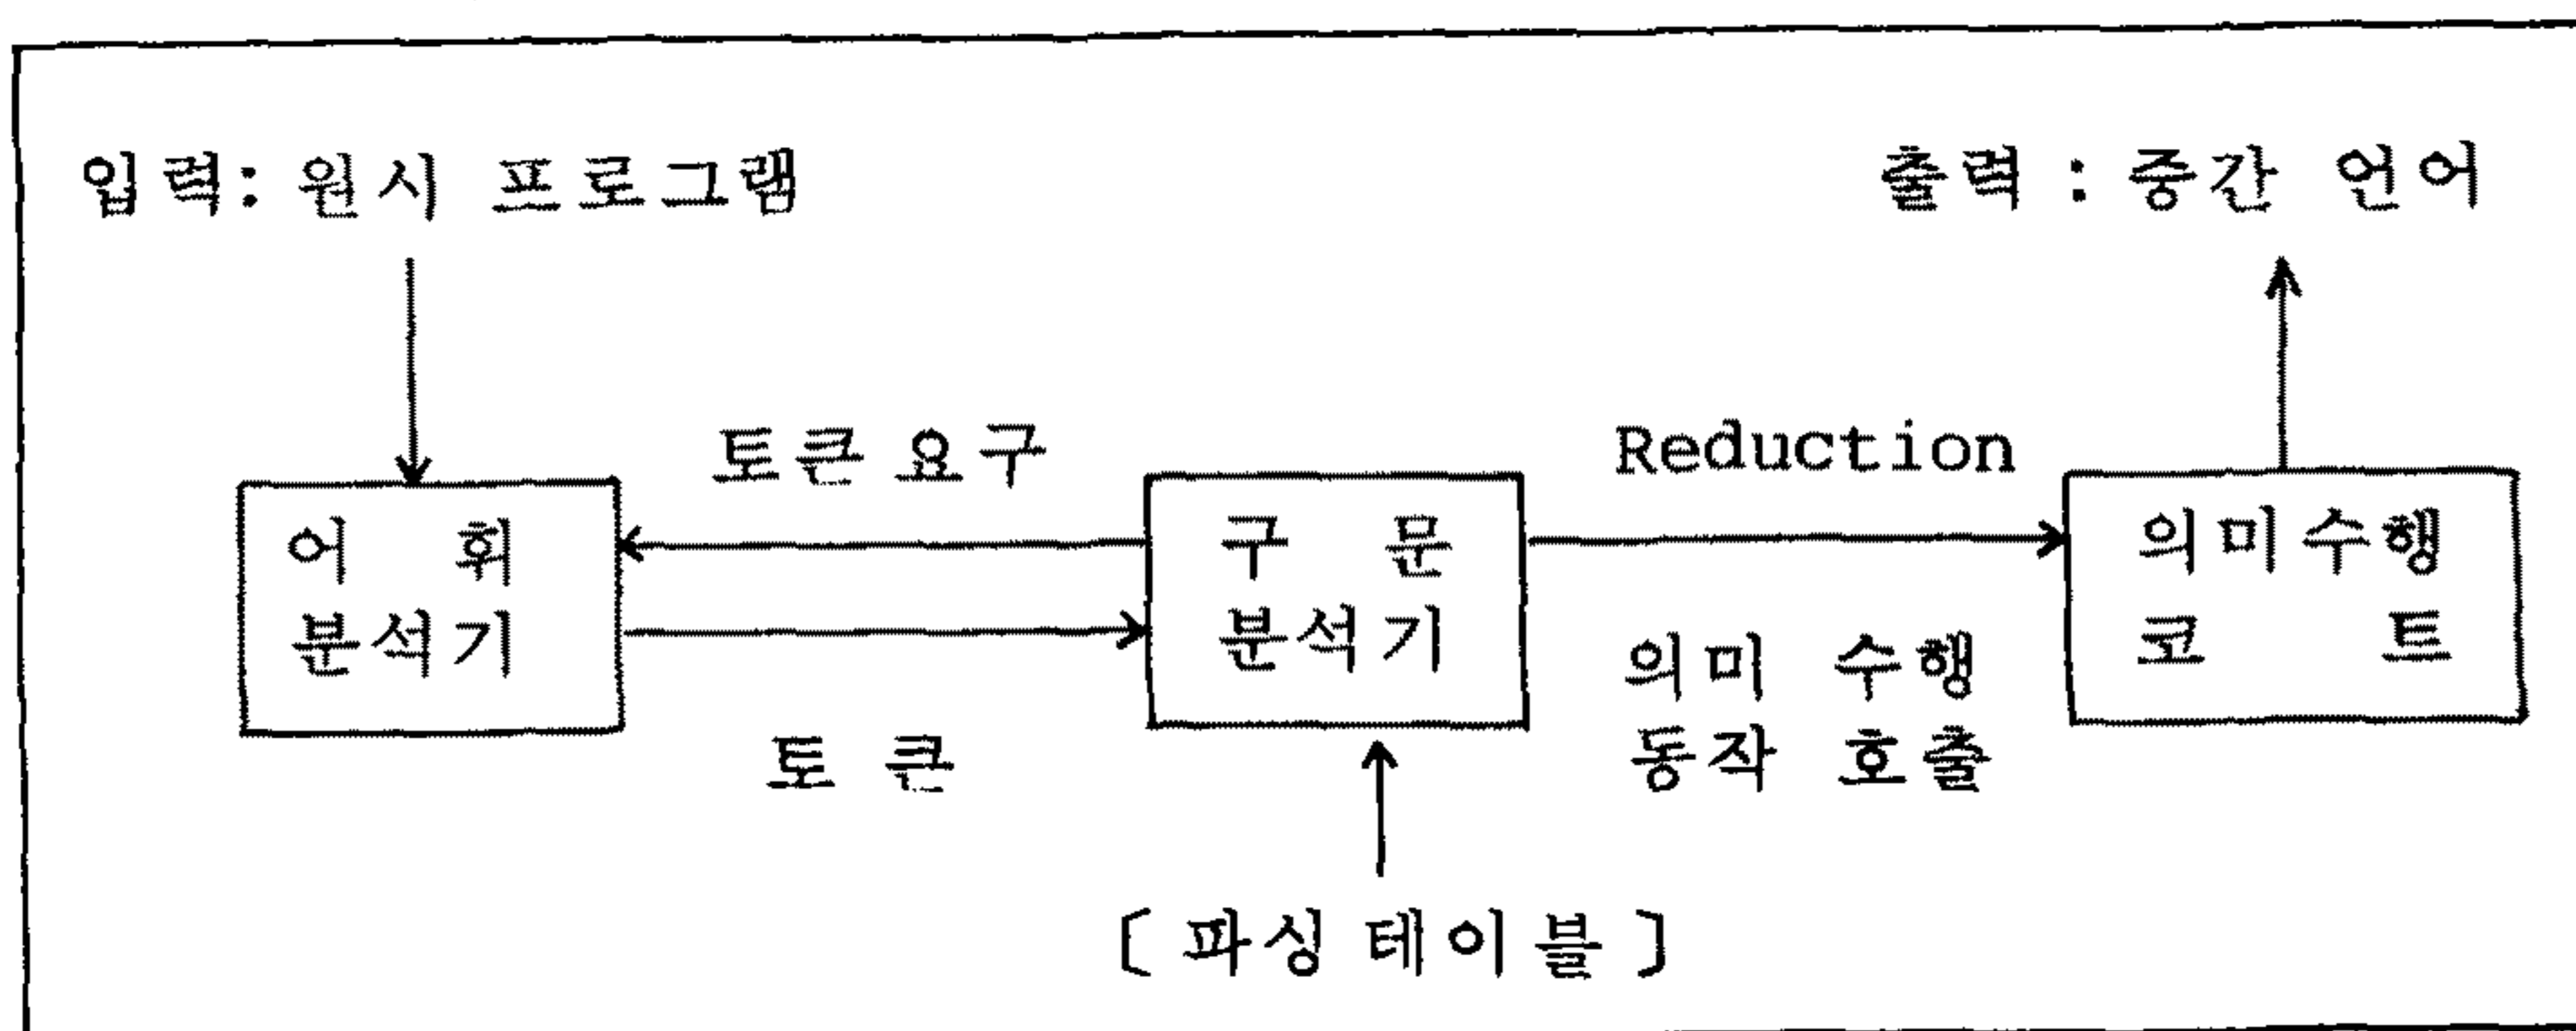 입력: 원시 프로그램
출력 : 중간 언어
토큰 요구
Reduction
어 휘
분석기
구 문
분석기
의미수행
코 트
토 큰
의미 수행
동작 호출
〔 파싱 테이블 〕